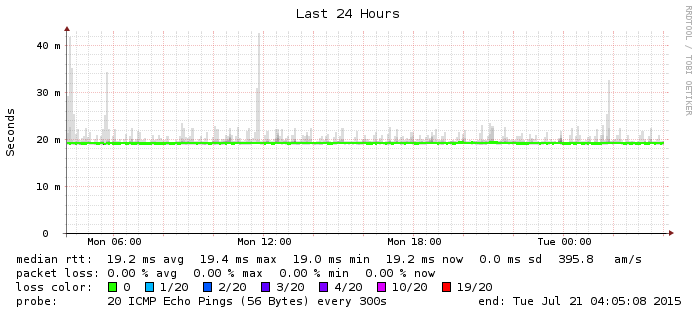 Last 24 Hours
RRDTOOL / TOBI OETIKER
Seconds
40 m
30 m
20 m
10 m
0
Mon 06:00 Mon 12:00 Mon 18:00 Tue 00:00
median rtt: 19.2 ms avg 19.4 ms max 19.0 ms min 19.2 ms now 0.0 ms sd 395.8 am/s
packet loss: 0.00 % avg 0.00 % max 0.00 % min 0.00 % now
loss color: 0 1/20 2/20 3/20 4/20 10/20 19/20
probe: 20 ICMP Echo Pings (56 Bytes) every 300s end: Tue Jul 21 04:05:08 2015